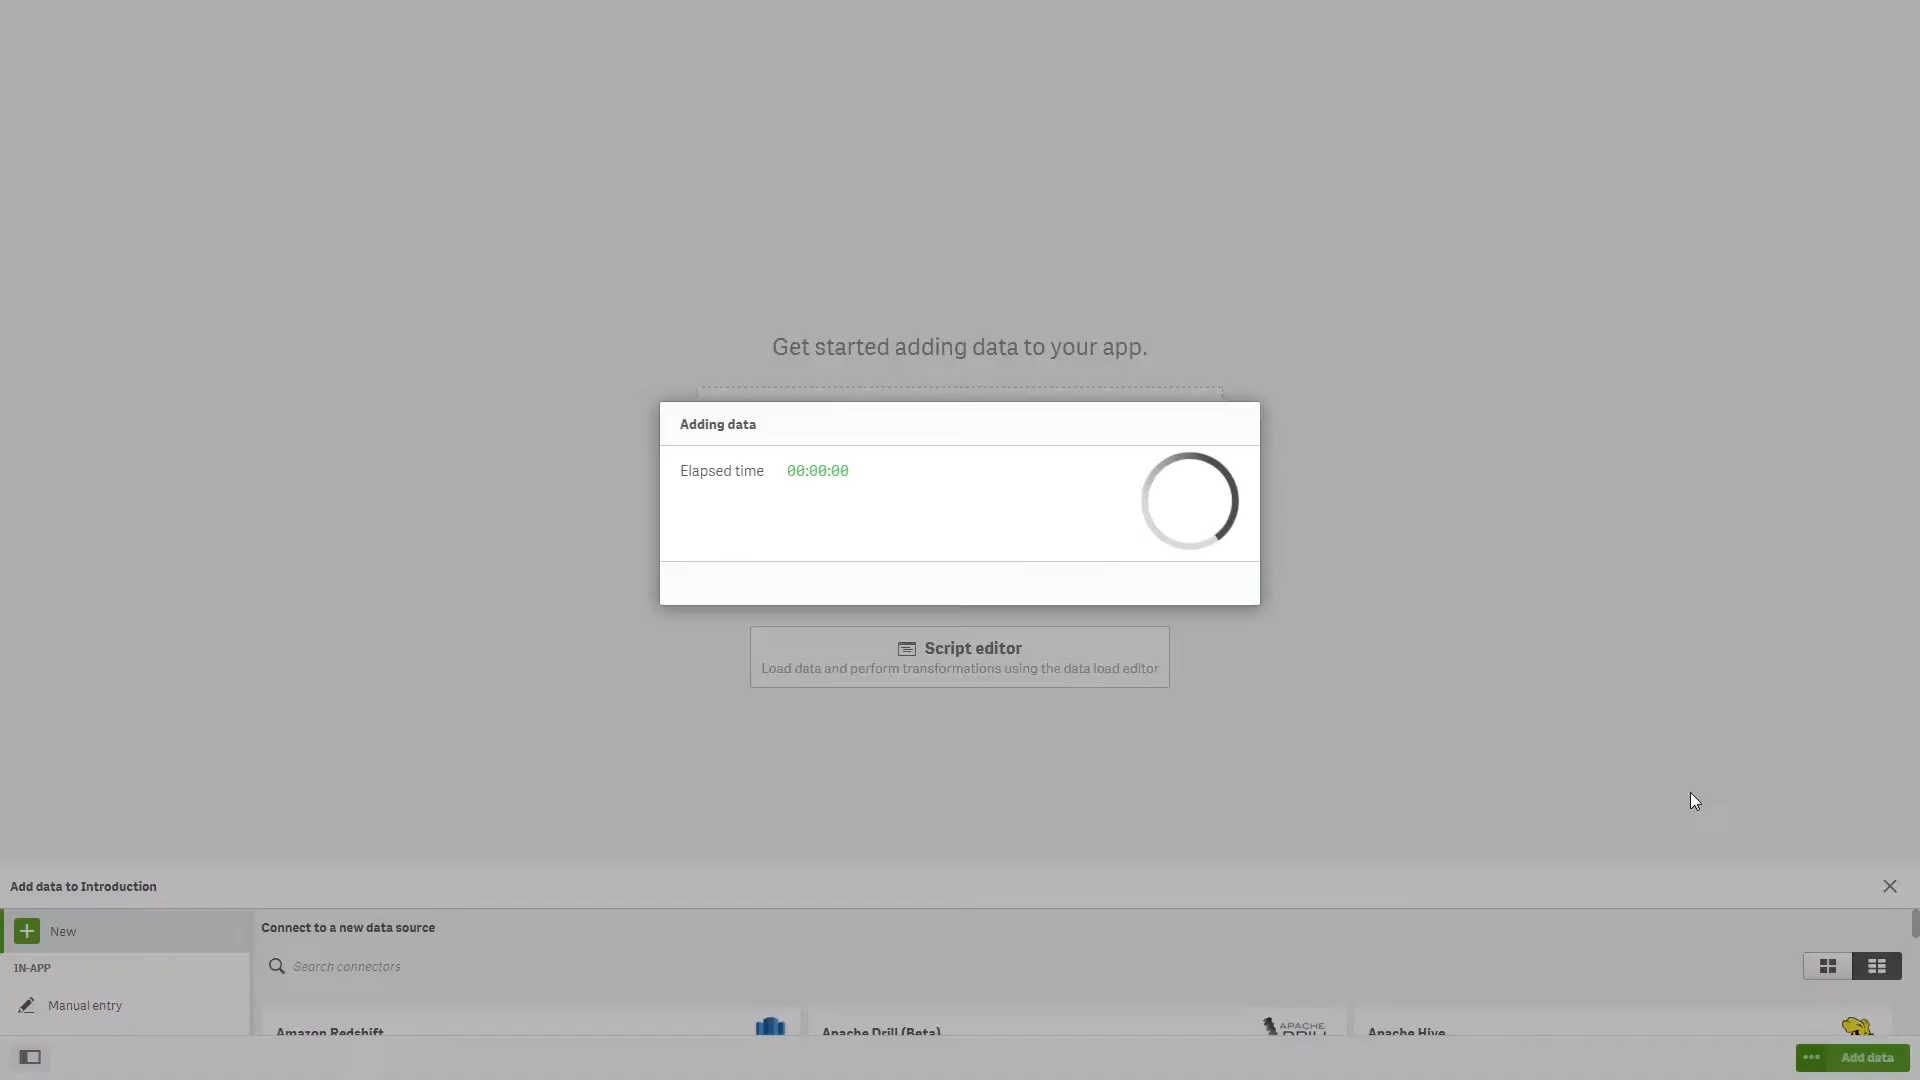 Get started adding data to your app.
Adding data
Elapsed time 00:00:00
Script editor
Load data and perform transformations using the data load editor
Add data to Introduction
New
Connect to a new data source
IN-APP
Search connectors
Manual entry
Amazon Redshift
Apache Drill (Beta)
APACHE
DRILL
Apache Hive
Add data